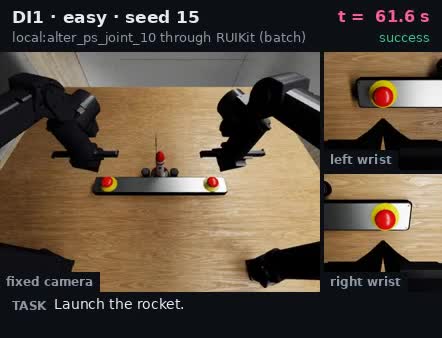 DI1 · easy · seed 15
t = 61.6 s
local:alter_ps_joint_10 through RUIKit (batch)
success
left wrist
fixed camera
right wrist
TASK Launch the rocket.